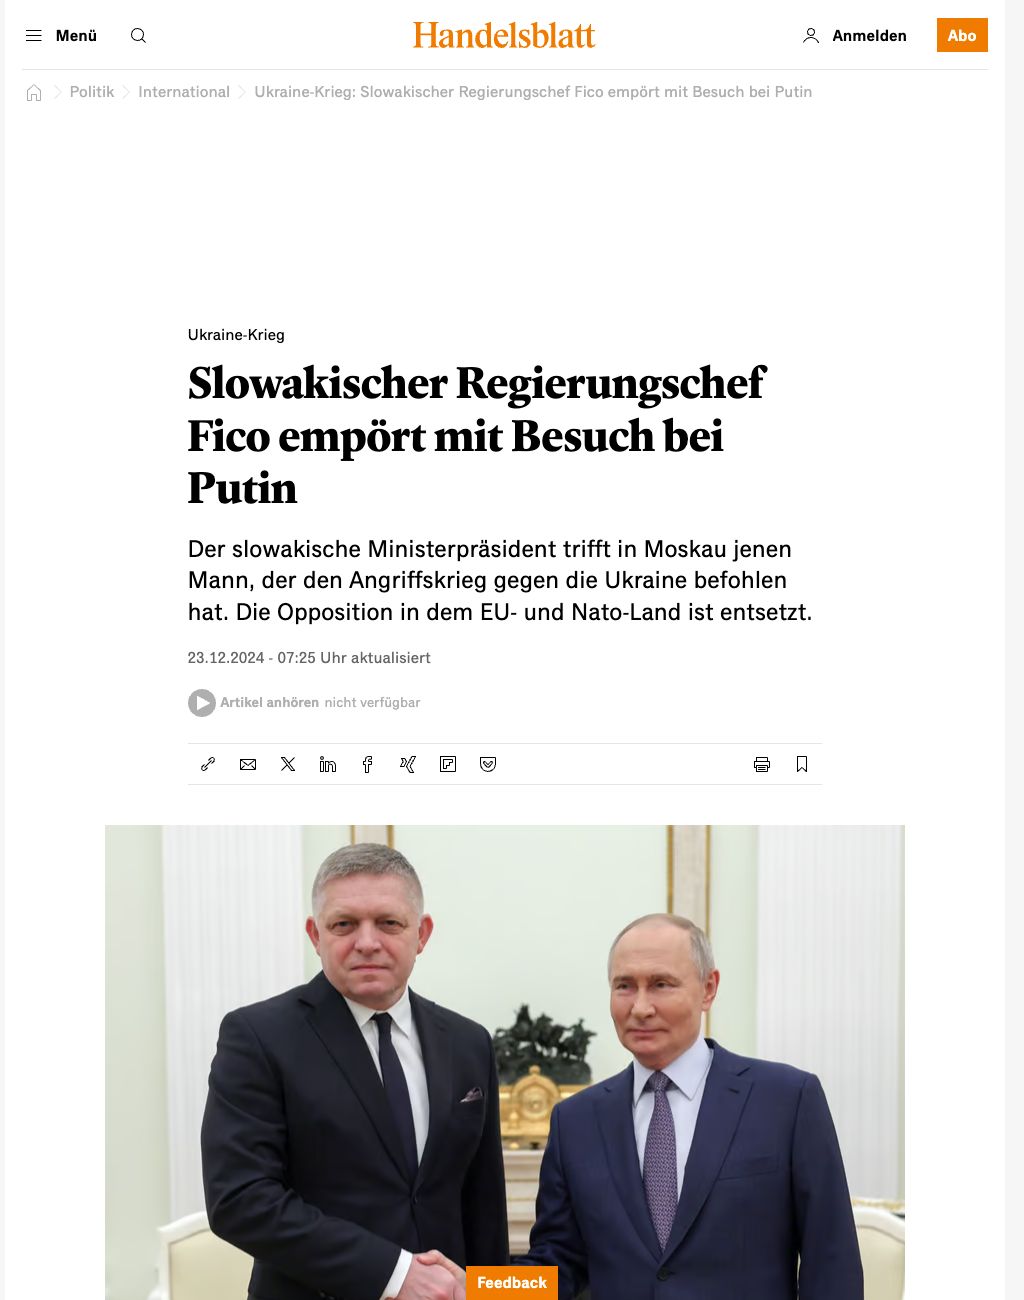 Menü
Handelsblatt
Anmelden
Abo
Politik
International
Ukraine-Krieg: Slowakischer Regierungschef Fico empört mit Besuch bei Putin
Ukraine-Krieg
Slowakischer Regierungschef
Fico empört mit Besuch bei
Putin
Der slowakische Ministerpräsident trifft in Moskau jenen
Mann, der den Angriffskrieg gegen die Ukraine befohlen
hat. Die Opposition in dem EU- und Nato-Land ist entsetzt.
23.12.2024 - 07:25 Uhr aktualisiert
Artikel anhören nicht verfügbar
Feedback